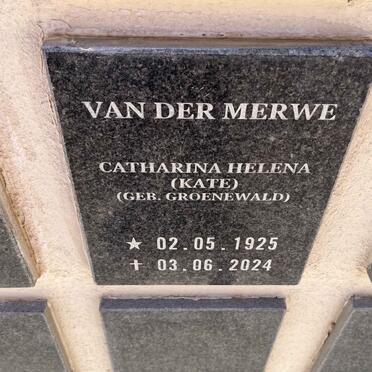 VAN DER MERWE
CATHARINA HELENA
(KATE)
(GEB. GROENEWALD)
★ 02.05.1925
✝ 03.06.2024